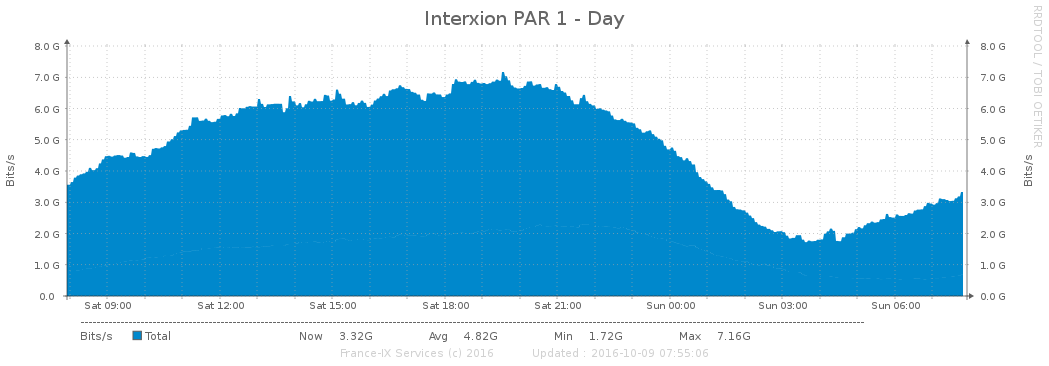 Interxion PAR 1 - Day
RRDTOOL / TOBI OETIKER
Bits/s
8.0 G 8.0 G
7.0 G 7.0 G
6.0 G 6.0 G
5.0 G 5.0 G
4.0 G 4.0 G
3.0 G 3.0 G
2.0 G 2.0 G
1.0 G 1.0 G
0.0 0.0 G
Bits/s
Sat 09:00 Sat 12:00 Sat 15:00 Sat 18:00 Sat 21:00 Sun 00:00 Sun 03:00 Sun 06:00
Bits/s Total Now 3.32G Avg 4.82G Min 1.72G Max 7.16G
France-IX Services (c) 2016 Updated : 2016-10-09 07:55:06